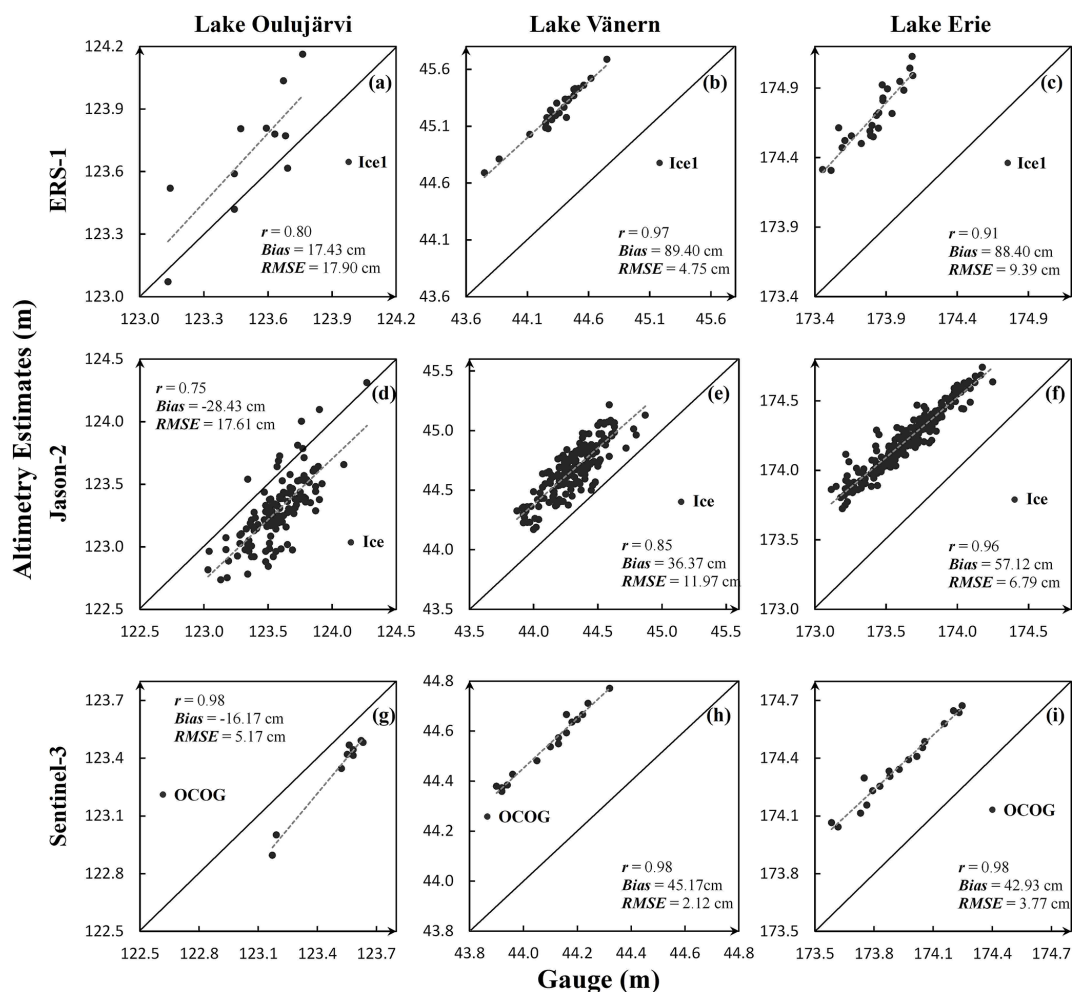 Lake Oulujärvi
Lake Vänern
Lake Erie
Altimetry Estimates (m)
ERS-1
124.2
123.9
123.6
123.3
123.0
(a)
Ice1
r = 0.80
Bias = 17.43 cm
RMSE = 17.90 cm
123.0 123.3 123.6 123.9 124.2
45.6
45.1
44.6
44.1
43.6
(b)
Ice1
r = 0.97
Bias = 89.40 cm
RMSE = 4.75 cm
43.6 44.1 44.6 45.1 45.6
174.9
174.4
173.9
173.4
(c)
Ice1
r = 0.91
Bias = 88.40 cm
RMSE = 9.39 cm
173.4 173.9 174.4 174.9
Jason-2
124.5
124.0
123.5
123.0
122.5
r = 0.75
Bias = -28.43 cm
RMSE = 17.61 cm
(d)
Ice
122.5 123.0 123.5 124.0 124.5
45.5
45.0
44.5
44.0
43.5
(e)
Ice
r = 0.85
Bias = 36.37 cm
RMSE = 11.97 cm
43.5 44.0 44.5 45.0 45.5
174.5
174.0
173.5
173.0
(f)
Ice
r = 0.96
Bias = 57.12 cm
RMSE = 6.79 cm
173.0 173.5 174.0 174.5
Sentinel-3
123.7
123.4
123.1
122.8
122.5
r = 0.98
Bias = -16.17 cm
RMSE = 5.17 cm
(g)
OCOG
122.5 122.8 123.1 123.4 123.7
44.8
44.6
44.4
44.2
44.0
43.8
(h)
OCOG
r = 0.98
Bias = 45.17cm
RMSE = 2.12 cm
43.8 44.0 44.2 44.4 44.6 44.8
174.7
174.4
174.1
173.8
173.5
(i)
OCOG
r = 0.98
Bias = 42.93 cm
RMSE = 3.77 cm
173.5 173.8 174.1 174.4 174.7
Gauge (m)